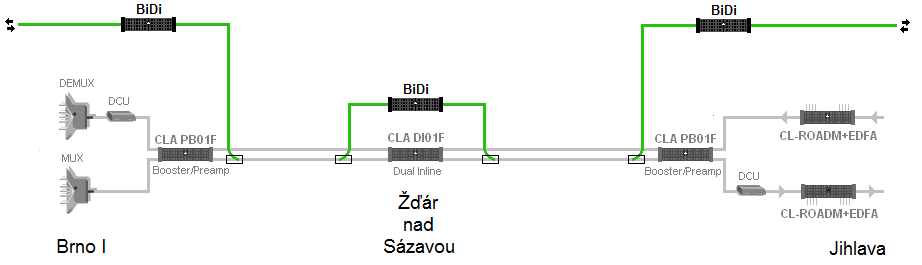 BiDi
BiDi
DEMUX
DCU
BiDi
CLA PB01F
CLA DI01F
CLA PB01F
CL-ROADM+EDFA
MUX
Booster/Preamp
Dual Inline
Booster/Preamp
DCU
CL-ROADM+EDFA
Brno I
Žďár
nad
Sázavou
Jihlava